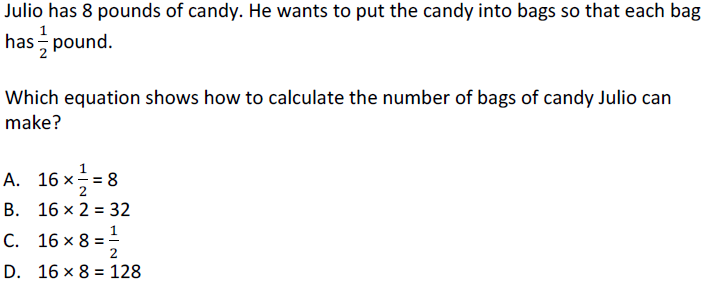 Julio has 8 pounds of candy. He wants to put the candy into bags so that each bag
has 1/2 pound.
Which equation shows how to calculate the number of bags of candy Julio can
make?
A. 16 × 1/2 = 8
B. 16 × 2 = 32
C. 16 × 8 = 1/2
D. 16 × 8 = 128